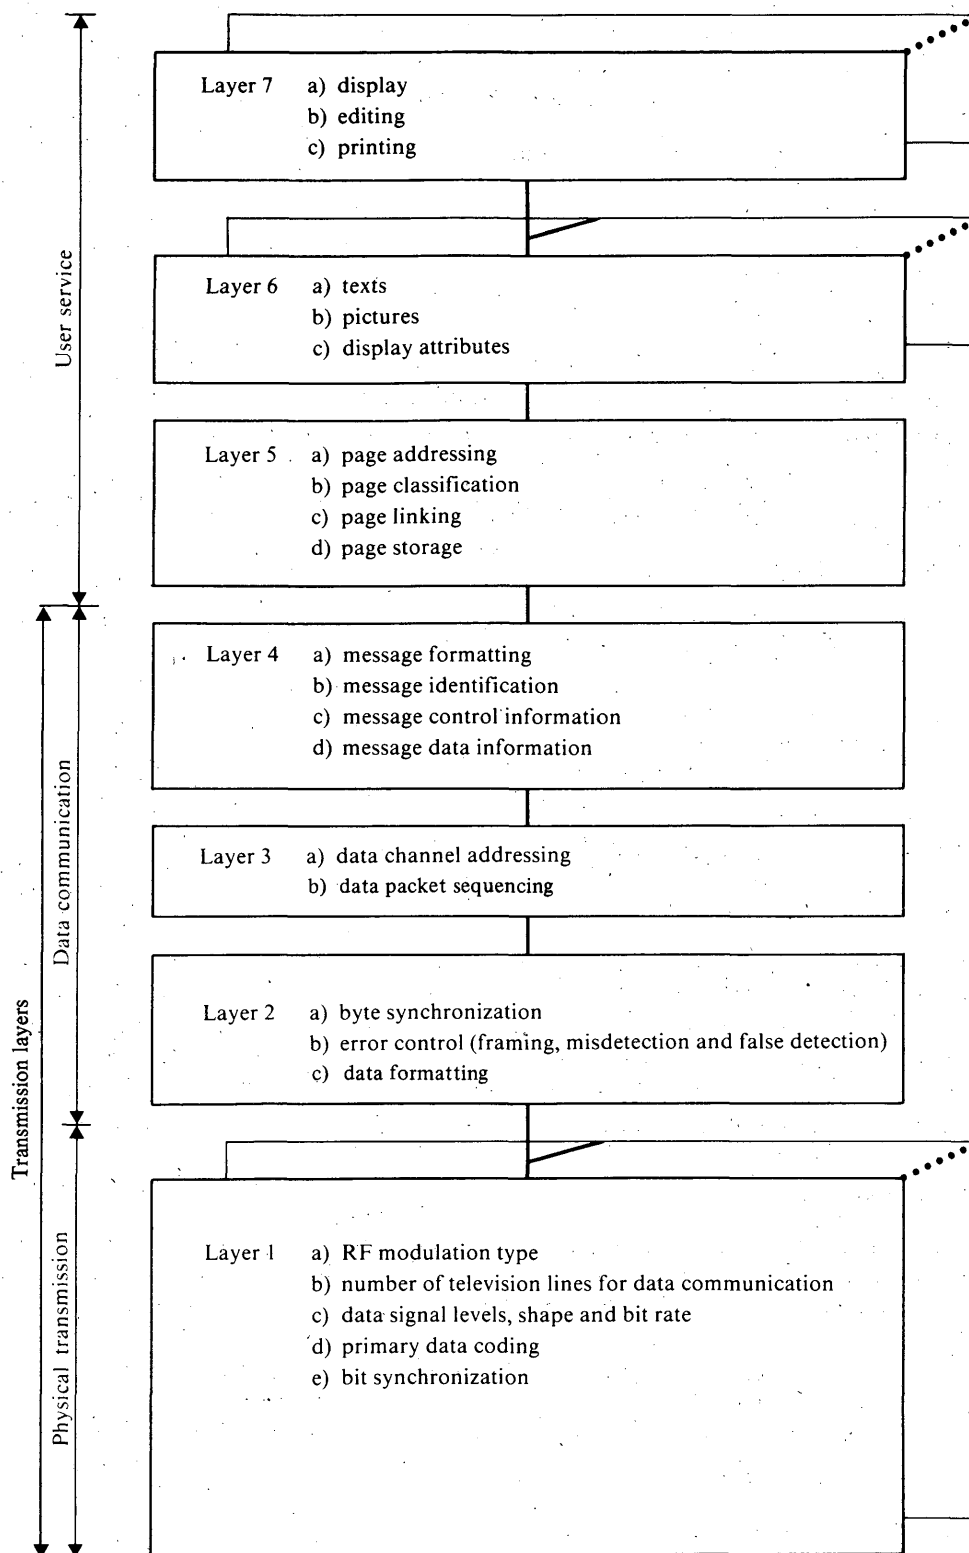 Layer 7 a) display
b) editing
c) printing
Layer 6 a) texts
b) pictures
c) display attributes
Layer 5 a) page addressing
b) page classification
c) page linking
d) page storage
Layer 4 a) message formatting
b) message identification
c) message control information
d) message data information
Layer 3 a) data channel addressing
b) data packet sequencing
Layer 2 a) byte synchronization
b) error control (framing, misdetection and false detection)
c) data formatting
Layer 1 a) RF modulation type
b) number of television lines for data communication
c) data signal levels, shape and bit rate
d) primary data coding
e) bit synchronization
User service
Data communication
Transmission layers
Physical transmission